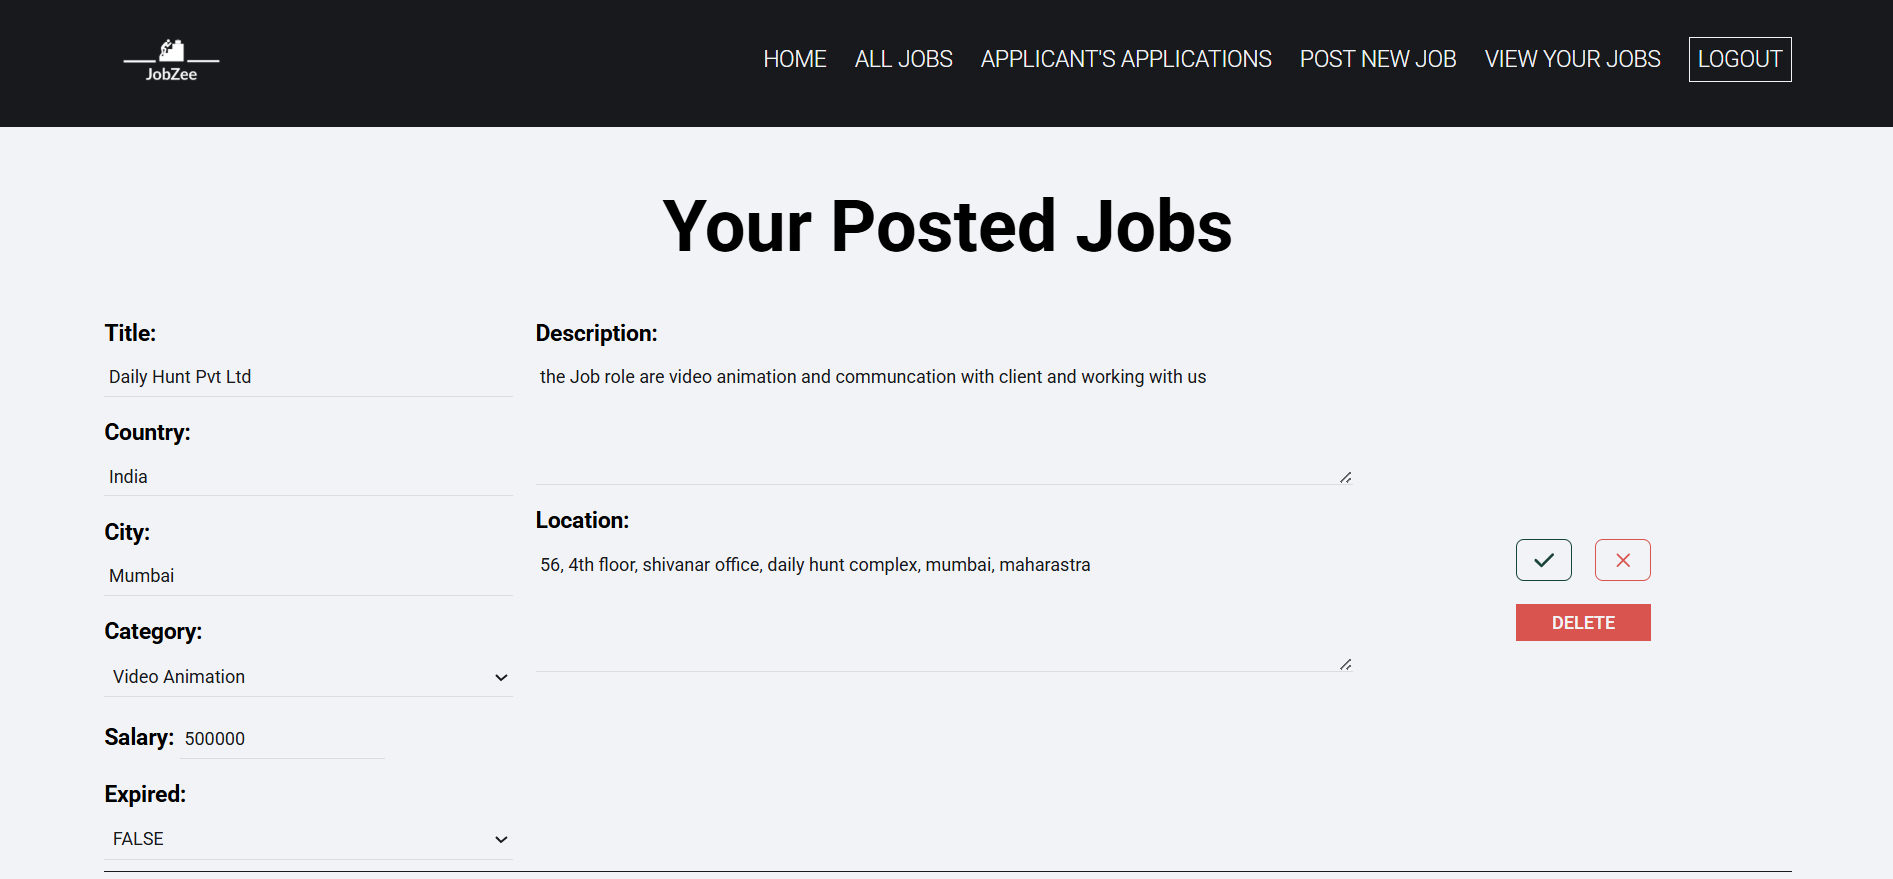 JobZee
HOME ALL JOBS APPLICANT'S APPLICATIONS POST NEW JOB VIEW YOUR JOBS LOGOUT
Your Posted Jobs
Title:
Daily Hunt Pvt Ltd
Country:
India
City:
Mumbai
Category:
Video Animation
Salary: 500000
Expired:
FALSE
Description:
the Job role are video animation and communcation with client and working with us
Location:
56, 4th floor, shivanar office, daily hunt complex, mumbai, maharastra
DELETE